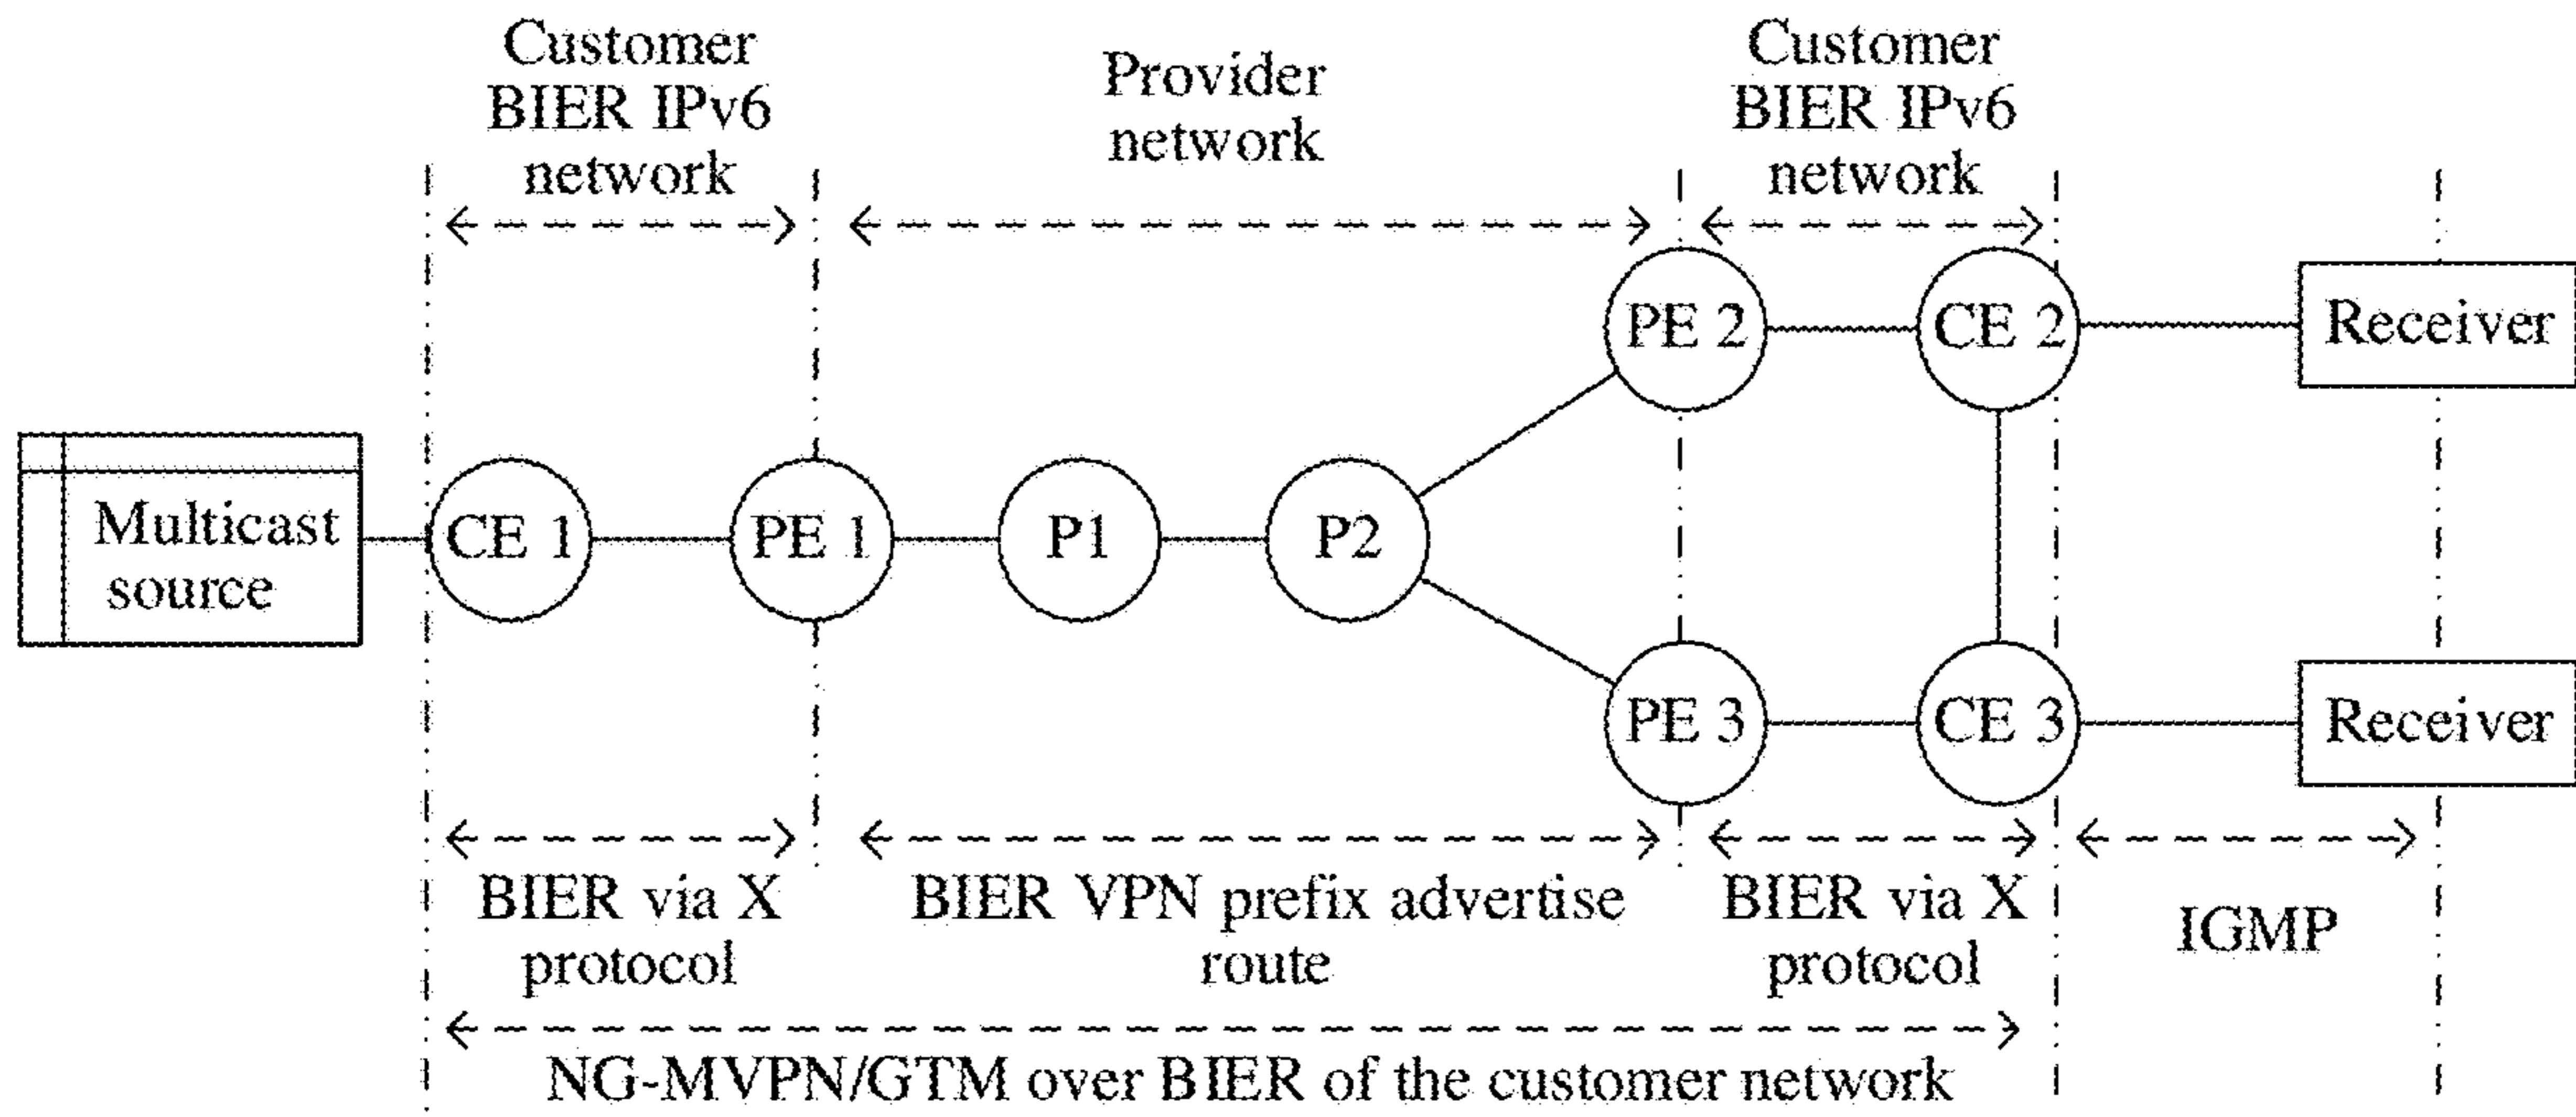 Customer
BIER IPv6
network
Provider
network
Customer
BIER IPv6
network
PE 2
CE 2
Receiver
Multicast
source
CE 1
PE 1
P1
P2
PE 3
CE 3
Receiver
BIER via X
protocol
BIER VPN prefix advertise
route
BIER via X
protocol
IGMP
NG-MVPN/GTM over BIER of the customer network